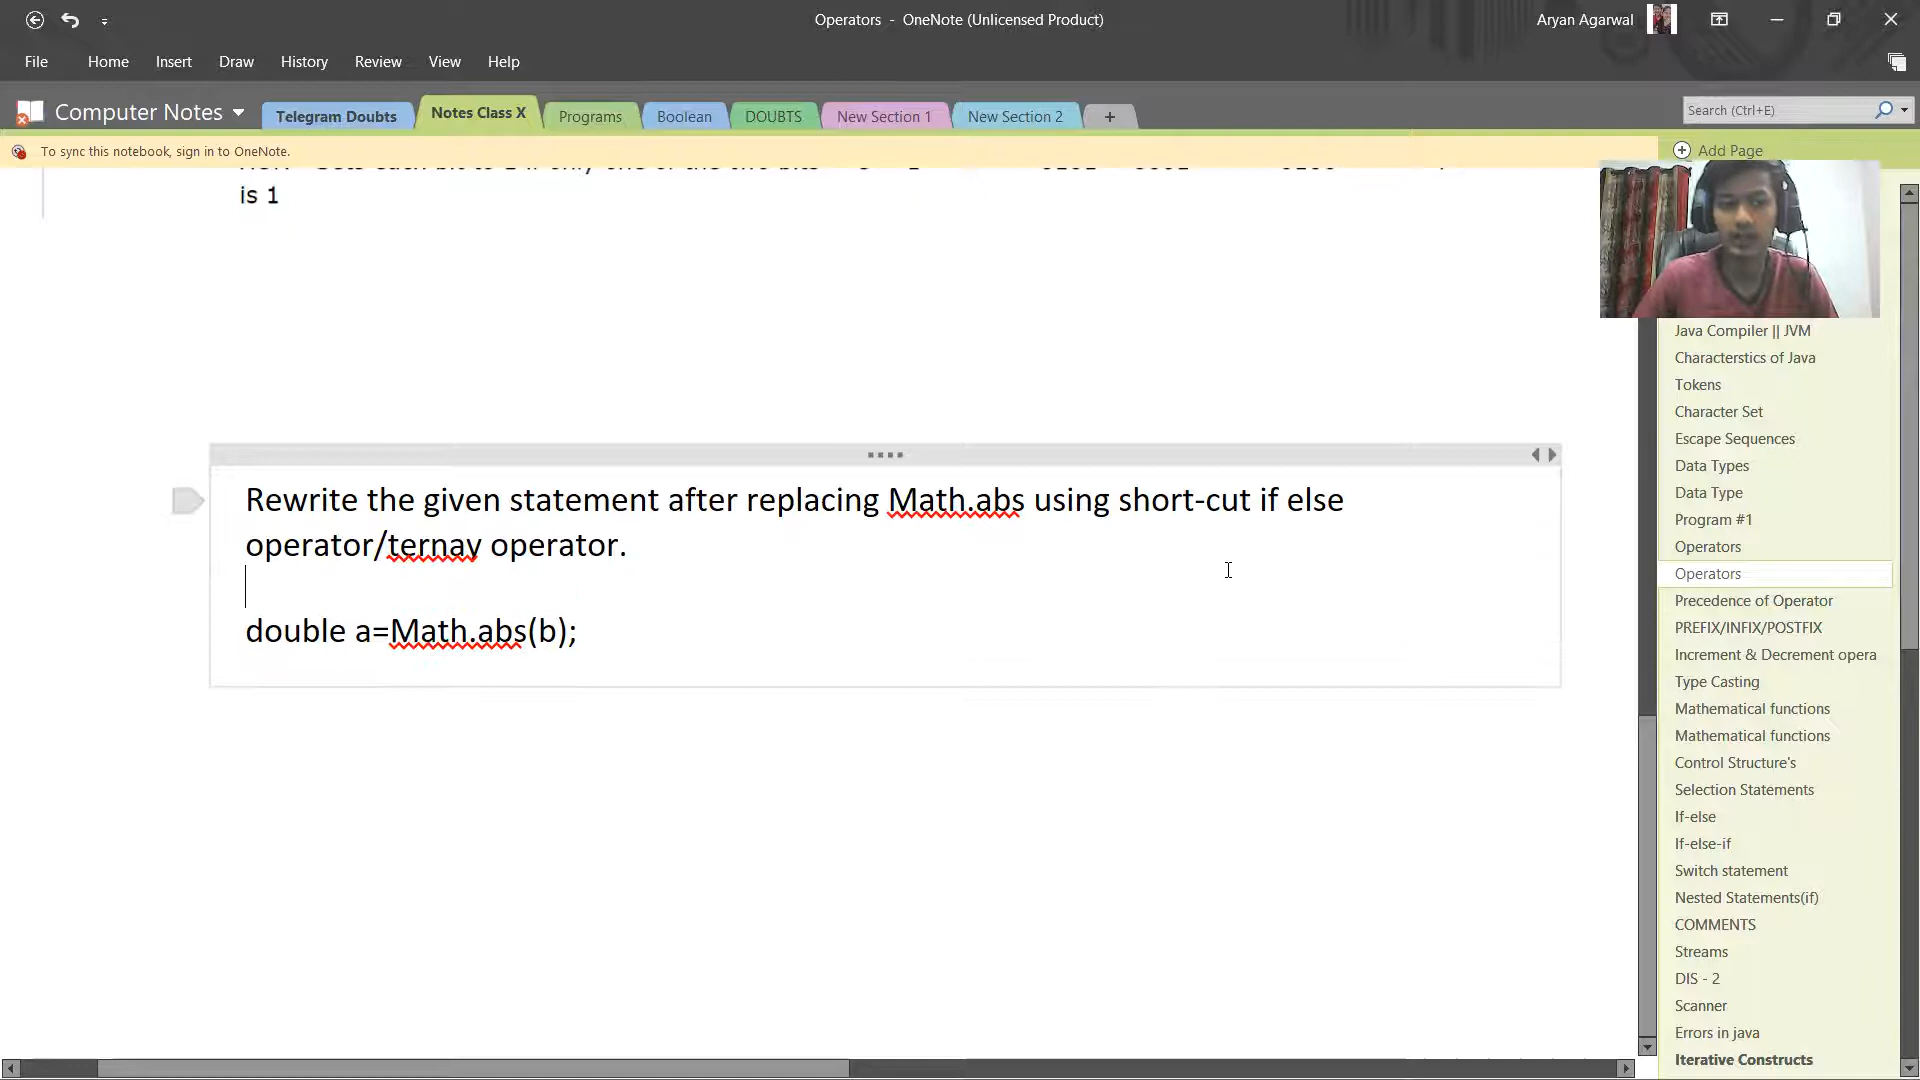 Operators - OneNote (Unlicensed Product)
Aryan Agarwal
File Home Insert Draw History Review View Help
Computer Notes
Telegram Doubts Notes Class X Programs Boolean DOUBTS New Section 1 New Section 2 +
Search (Ctrl+E)
To sync this notebook, sign in to OneNote.
Add Page
is 1
Rewrite the given statement after replacing Math.abs using short-cut if else
operator/ternay operator.
double a=Math.abs(b);
Java Compiler || JVM
Characterstics of Java
Tokens
Character Set
Escape Sequences
Data Types
Data Type
Program #1
Operators
Operators
Precedence of Operator
PREFIX/INFIX/POSTFIX
Increment & Decrement opera
Type Casting
Mathematical functions
Mathematical functions
Control Structure's
Selection Statements
If-else
If-else-if
Switch statement
Nested Statements(if)
COMMENTS
Streams
DIS - 2
Scanner
Errors in java
Iterative Constructs